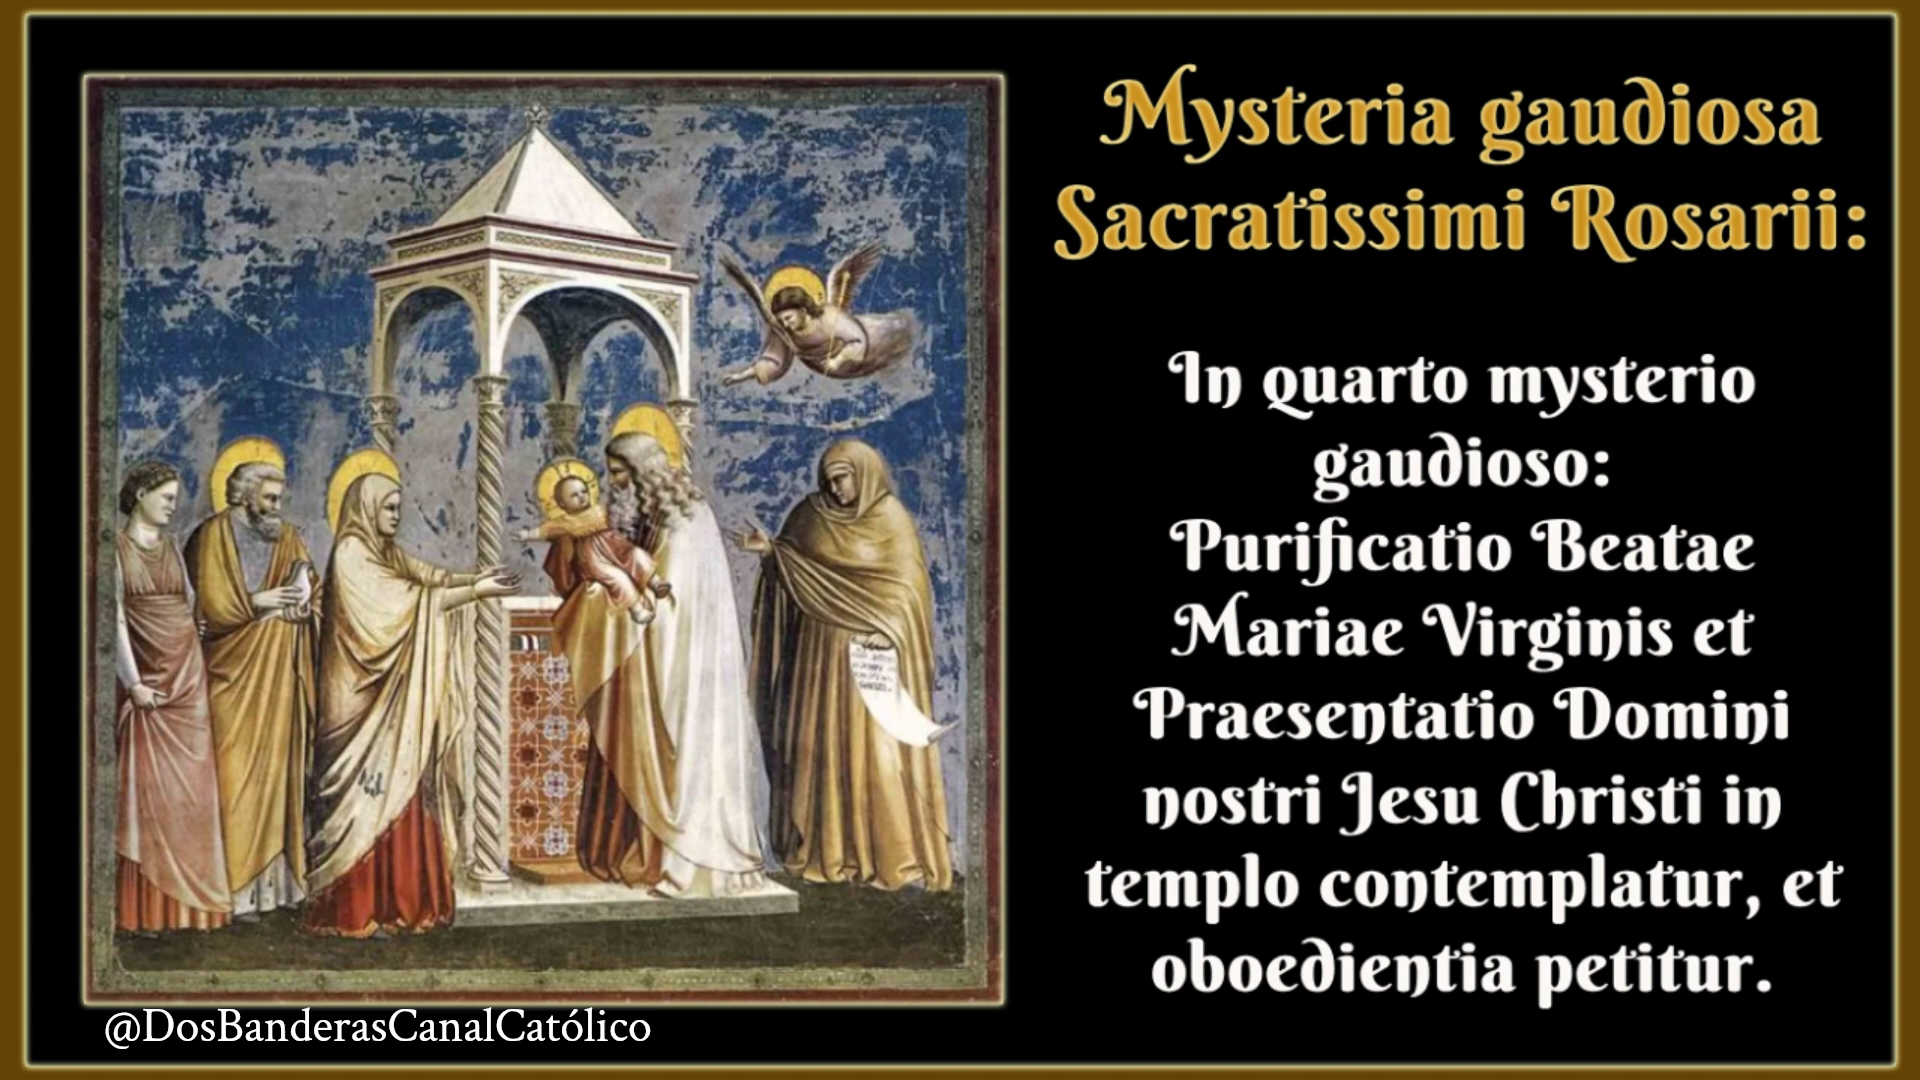 Mysteria gaudiosa
Sacratissimi Rosarii:
In quarto mysterio
gaudioso:
Purificatio Beatae
Mariae Virginis et
Praesentatio Domini
nostri Jesu Christi in
templo contemplatur, et
oboedientia petitur.
@DosBanderasCanalCatólico